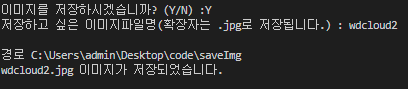 이미지를 저장하시겠습니까? (Y/N) :Y
저장하고 싶은 이미지파일명(확장자는 .jpg로 저장됩니다.) : wdcloud2
경로 C:\Users\admin\Desktop\code\saveImg
wdcloud2.jpg 이미지가 저장되었습니다.